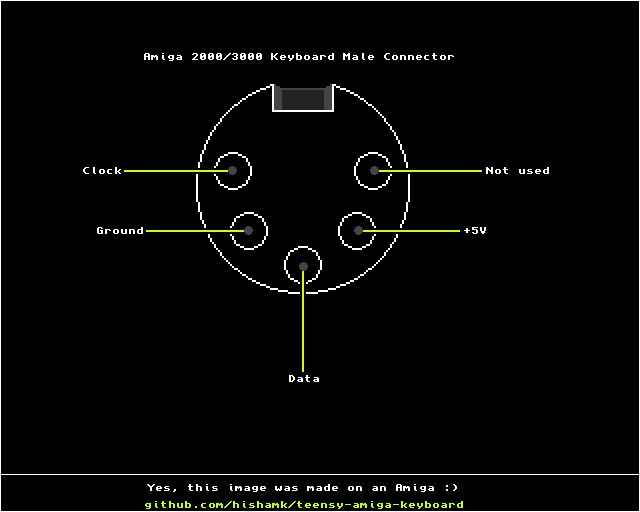 Amiga 2000/3000 Keyboard Male Connector
Clock
Not used
Ground
+5V
Data
Yes, this image was made on an Amiga :)
github.com/hishamk/teensy-amiga-keyboard